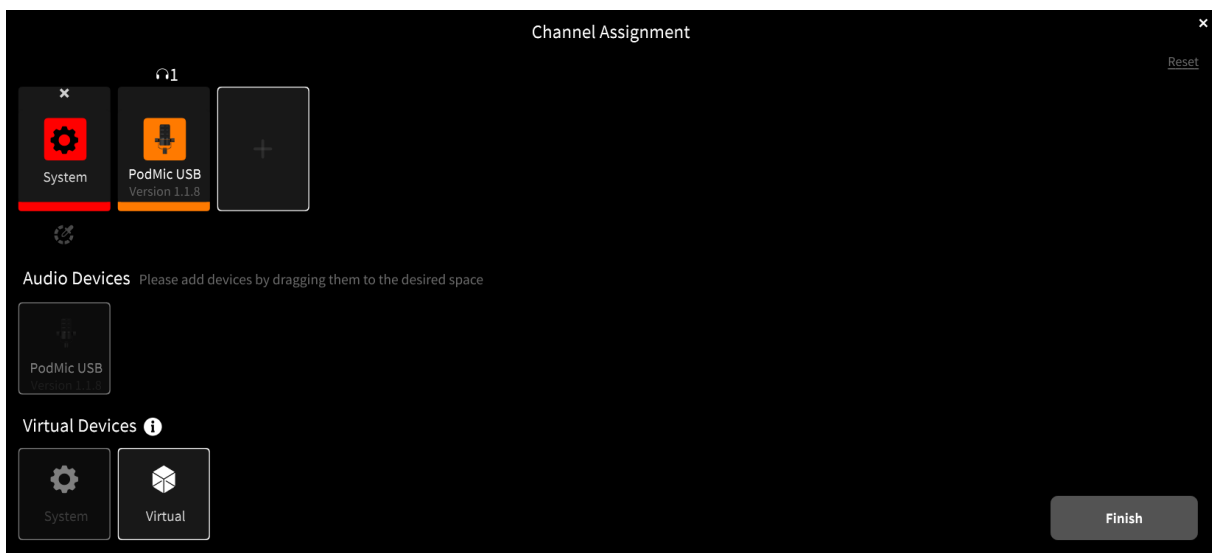 Channel Assignment
×
Reset
1
×
System
PodMic USB
Version 1.1.8
+
Audio Devices Please add devices by dragging them to the desired space
PodMic USB
Version 1.1.8
Virtual Devices i
System
Virtual
Finish